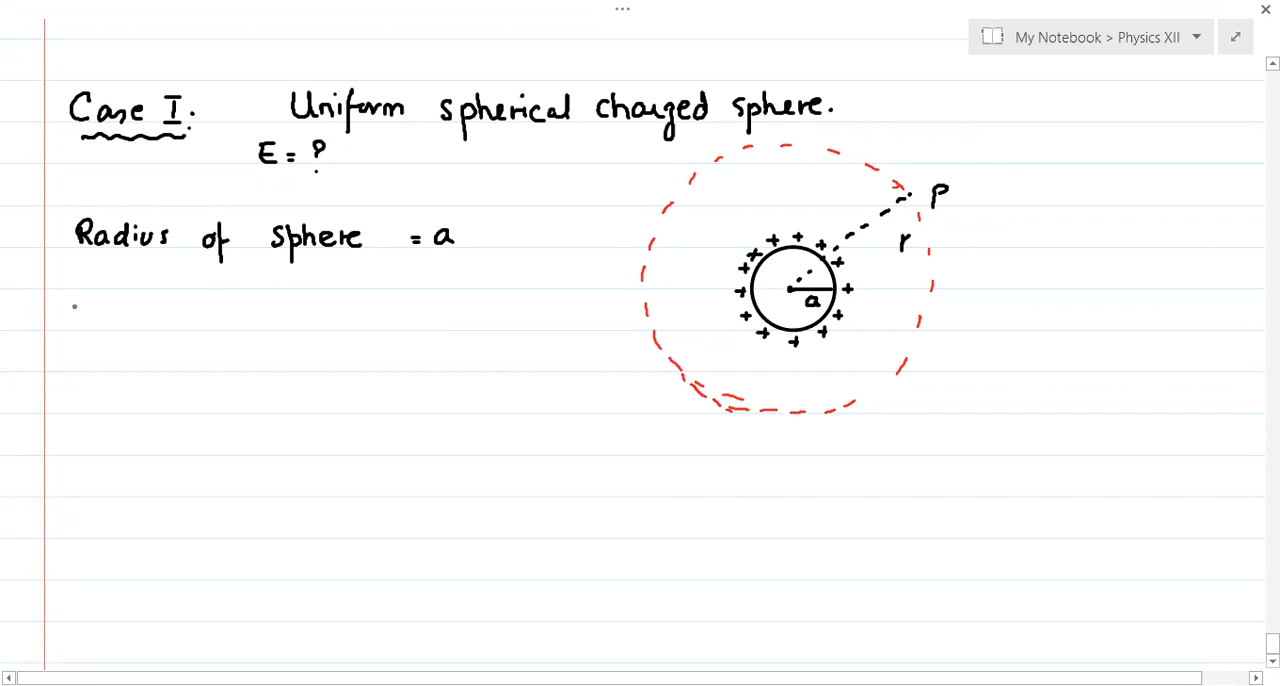 My Notebook > Physics XII
Case I: Uniform spherical charged sphere.
E = ?
P
Radius of sphere = a
r
a